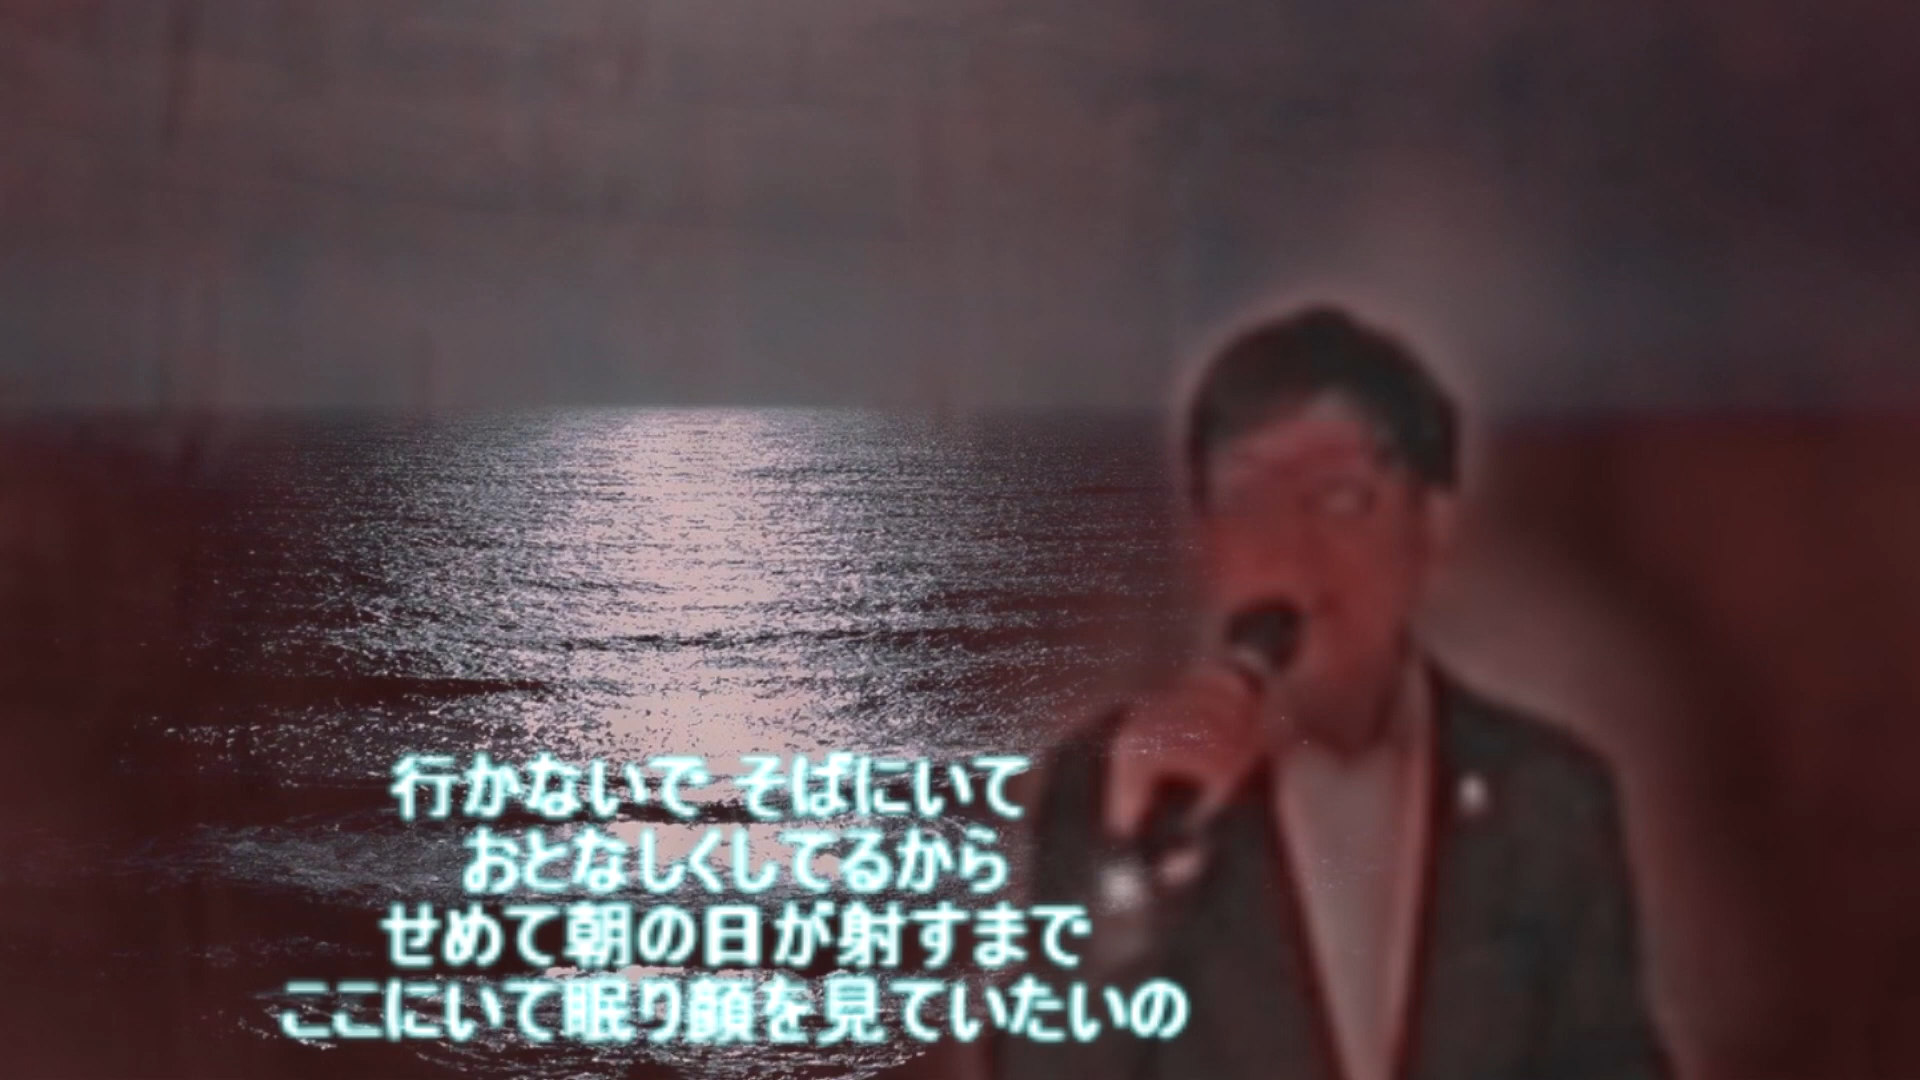 行かないで そばにいて
おとなしくしてるから
せめて朝の日が射すまで
ここにいて眠り顔を見ていたいの